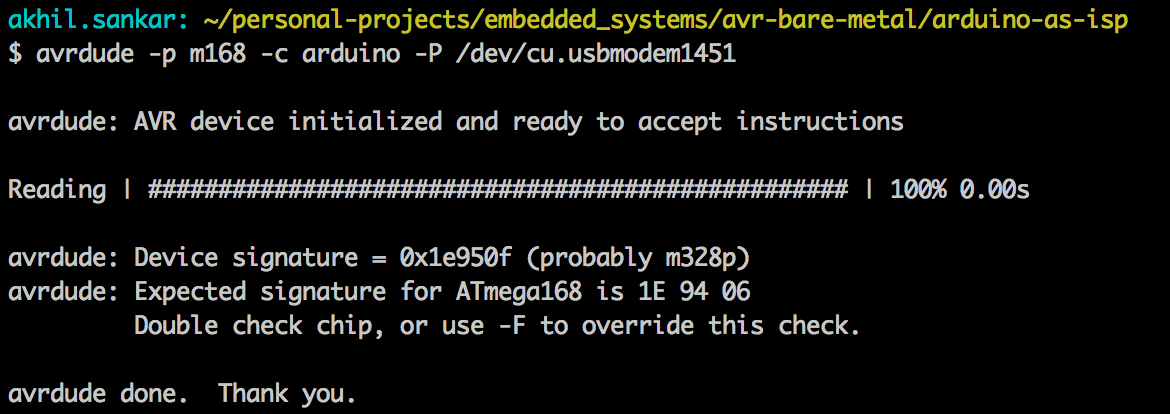 akhil.sankar: ~/personal-projects/embedded_systems/avr-bare-metal/arduino-as-isp
$ avrdude -p m168 -c arduino -P /dev/cu.usbmodem1451
avrdude: AVR device initialized and ready to accept instructions
Reading | ################################################## | 100% 0.00s
avrdude: Device signature = 0x1e950f (probably m328p)
avrdude: Expected signature for ATmega168 is 1E 94 06
Double check chip, or use -F to override this check.
avrdude done.  Thank you.